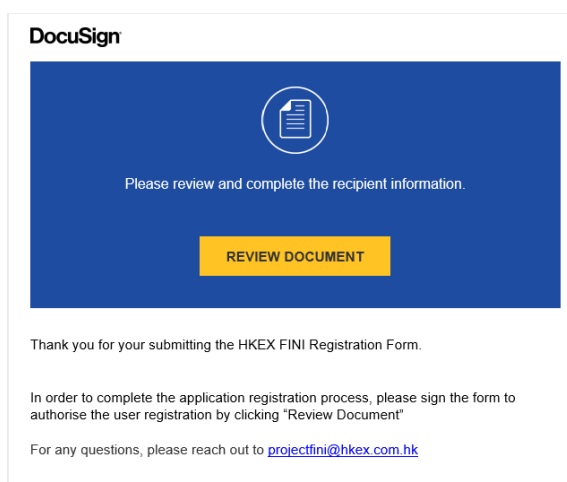 DocuSign
Please review and complete the recipient information.
REVIEW DOCUMENT
Thank you for your submitting the HKEX FINI Registration Form.
In order to complete the application registration process, please sign the form to
authorise the user registration by clicking “Review Document”
For any questions, please reach out to projectfini@hkex.com.hk